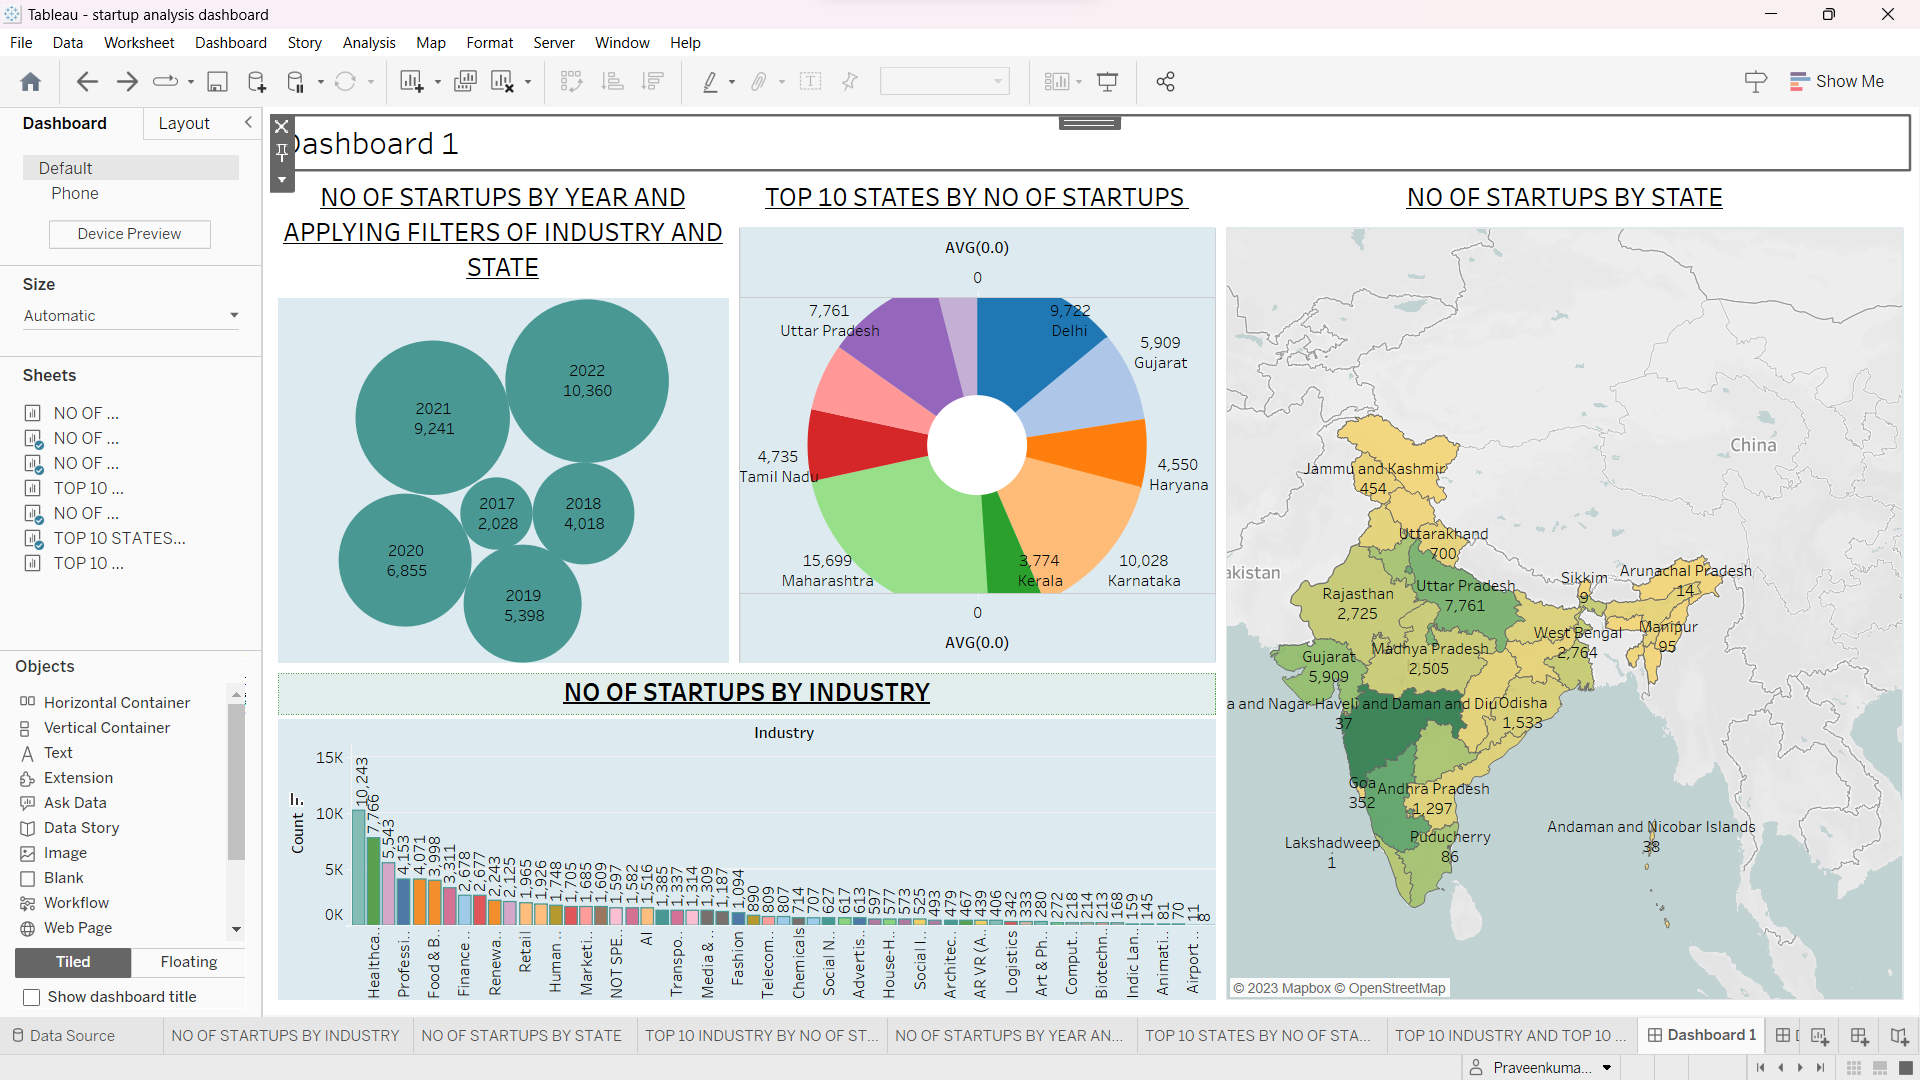 Tableau - startup analysis dashboard
File Data Worksheet Dashboard Story Analysis Map Format Server Window Help
Show Me
Dashboard Layout
Default
Phone
Device Preview
Size
Automatic
Sheets
NO OF ...
NO OF ...
NO OF ...
TOP 10 ...
NO OF ...
TOP 10 STATES...
TOP 10 ...
Objects
Horizontal Container
Vertical Container
Text
Extension
Ask Data
Data Story
Image
Blank
Workflow
Web Page
Tiled Floating
Show dashboard title
Dashboard 1
NO OF STARTUPS BY YEAR AND
APPLYING FILTERS OF INDUSTRY AND
STATE
2022
10,360
2021
9,241
2017
2,028
2018
4,018
2020
6,855
2019
5,398
TOP 10 STATES BY NO OF STARTUPS
AVG(0.0)
0
7,761
Uttar Pradesh
9,722
Delhi
5,909
Gujarat
4,735
Tamil Nadu
4,550
Haryana
15,699
Maharashtra
3,774
Kerala
10,028
Karnataka
0
AVG(0.0)
NO OF STARTUPS BY STATE
China
Jammu and Kashmir
454
Uttarakhand
700
akistan
Sikkim
9
Arunachal Pradesh
14
Rajasthan
2,725
Uttar Pradesh
7,761
West Bengal
2,764
Manipur
95
Gujarat
5,909
Madhya Pradesh
2,505
a and Nagar Haveli and Daman and Diu
37
Odisha
1,533
Goa
352
Andhra Pradesh
1,297
Lakshadweep
1
Puducherry
86
Andaman and Nicobar Islands
38
© 2023 Mapbox © OpenStreetMap
NO OF STARTUPS BY INDUSTRY
Industry
Count
15K
10K
5K
0K
10,243
7,766
5,543
4,153
4,071
3,998
3,311
2,678
2,677
2,243
2,125
1,965
1,926
1,748
1,705
1,685
1,609
1,597
1,582
1,516
1,385
1,337
1,314
1,309
1,187
1,094
890
809
807
714
707
627
617
613
597
577
573
525
493
479
467
439
406
342
333
280
272
218
214
213
168
159
145
81
70
11
8
Healthca..
Professi..
Food & B..
Finance ..
Renewa..
Retail
Human ..
Marketi..
NOT SPE..
AI
Transpo..
Media & ..
Fashion
Telecom..
Chemicals
Social N..
Advertis..
House-H..
Social I..
Architec..
AR VR (A..
Logistics
Art & Ph..
Comput..
Biotechn..
Indic Lan..
Animati..
Airport ..
Data Source
NO OF STARTUPS BY INDUSTRY
NO OF STARTUPS BY STATE
TOP 10 INDUSTRY BY NO OF ST...
NO OF STARTUPS BY YEAR AN...
TOP 10 STATES BY NO OF STA...
TOP 10 INDUSTRY AND TOP 10 ...
Dashboard 1
Praveenkuma...